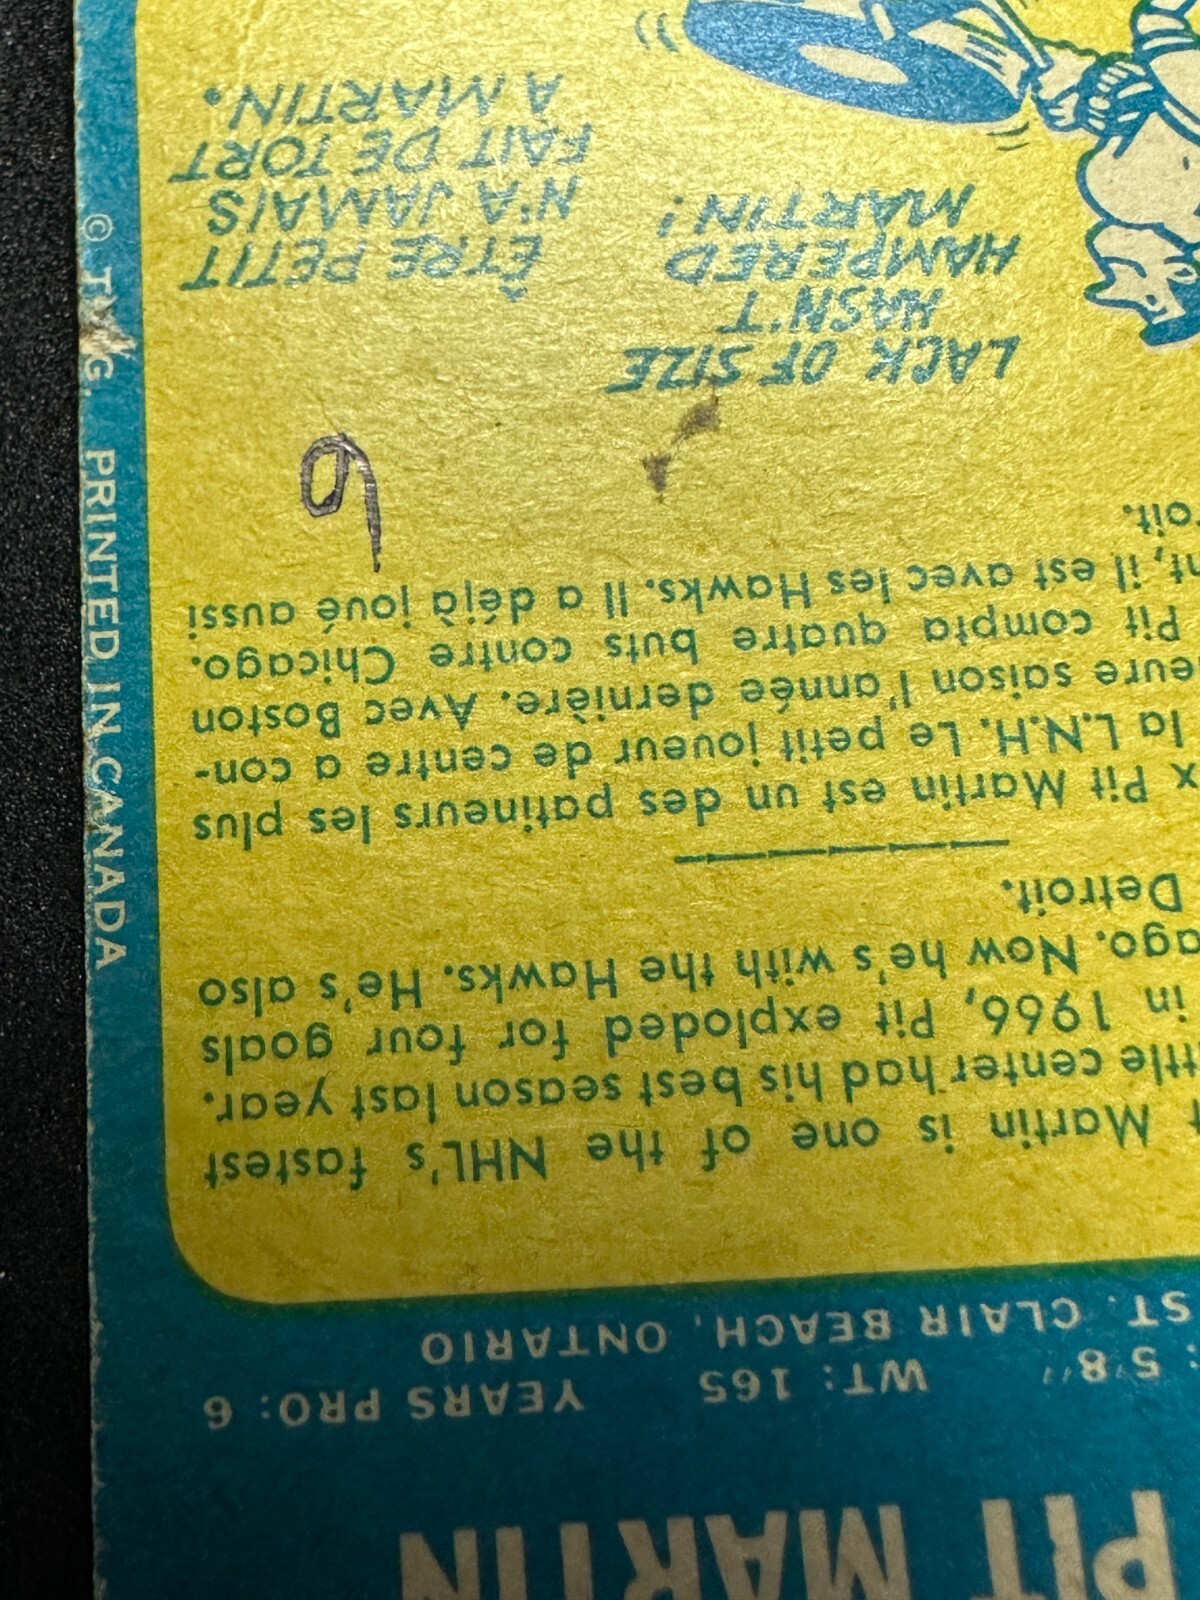 PIT MARTIN
: 5'8" WT: 165 YEARS PRO: 6
ST. CLAIR BEACH, ONTARIO
Martin is one of the NHL's fastest
ttle center had his best season last year.
in 1966, Pit exploded for four goals
ago. Now he's with the Hawks. He's also
Detroit.
x Pit Martin est un des patineurs les plus
la L.N.H. Le petit joueur de centre a con-
eure saison l'année dernière. Avec Boston
Pit compta quatre buts contre Chicago.
nt, il est avec les Hawks. Il a déjà joué aussi
oit.
6
LACK OF SIZE
HASN'T
HAMPERED
MARTIN!
ÊTRE PETIT
N'A JAMAIS
FAIT DE TORT
A MARTIN.
© T.C.G. PRINTED IN CANADA